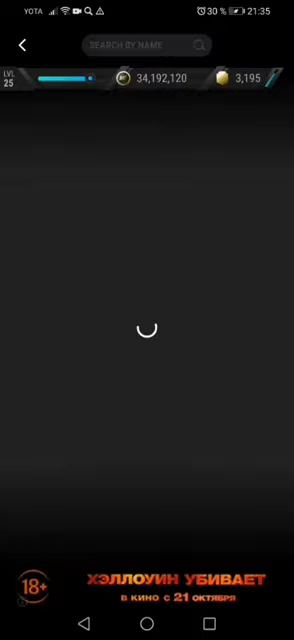 YOTA 30 % 21:35
SEARCH BY NAME
LVL
25
34,192,120
3,195
18+
ХЭЛЛОУИН УБИВАЕТ
В КИНО С 21 ОКТЯБРЯ